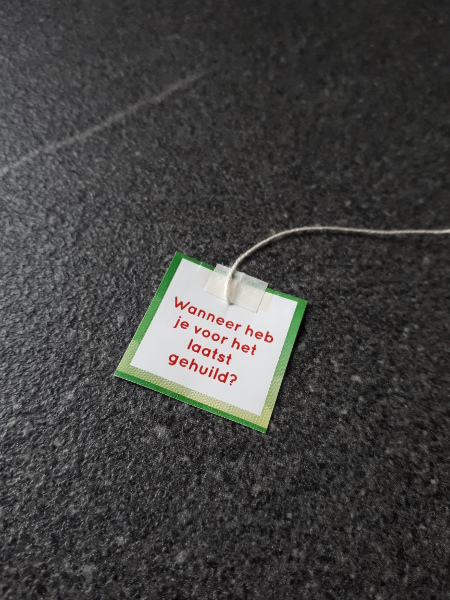 Wanneer heb
je voor het
laatst
gehuild?